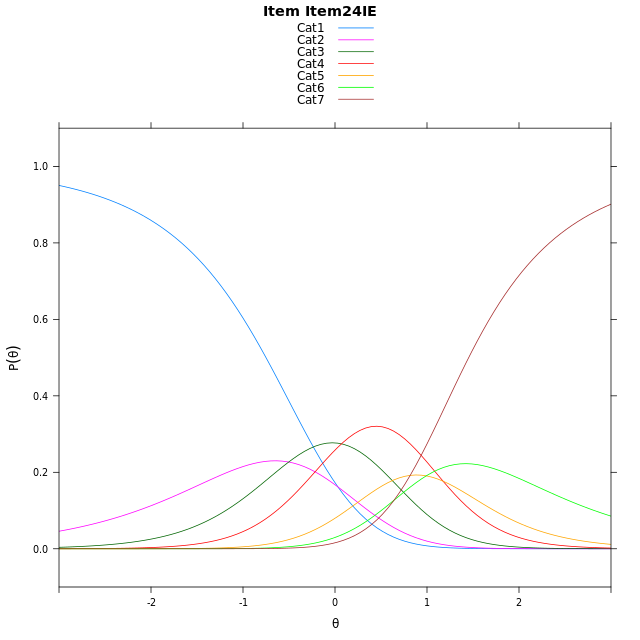 Item Item24IE
Cat1
Cat2
Cat3
Cat4
Cat5
Cat6
Cat7
1.0
0.8
0.6
0.4
0.2
0.0
P(θ)
-2 -1 0 1 2
θ